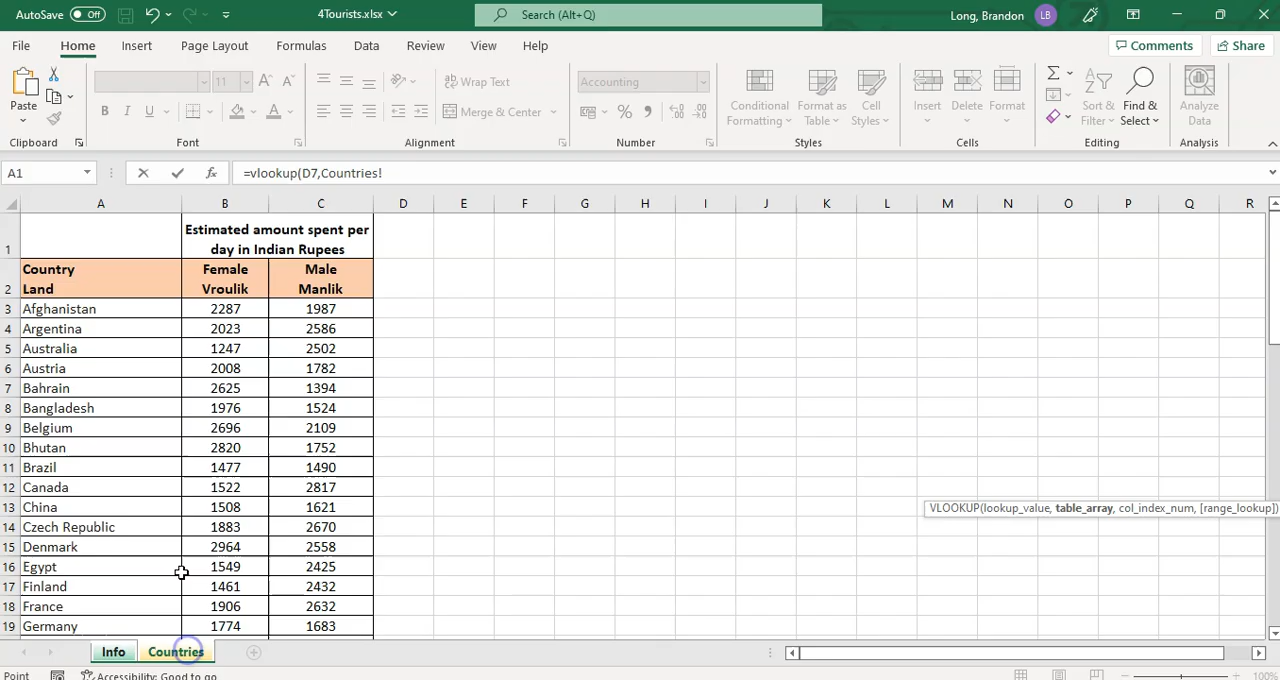 AutoSave Off 4Tourists.xlsx Search (Alt+Q) Long, Brandon LB
File Home Insert Page Layout Formulas Data Review View Help Comments Share
Paste 11 A A Wrap Text Accounting Conditional Formatting Format as Table Cell Styles Insert Delete Format Sort & Filter Find & Select Analyze Data
B I U A Merge & Center % 9
Clipboard Font Alignment Number Styles Cells Editing Analysis
A1 fx =vlookup(D7,Countries!
A B C D E F G H I J K L M N O P Q R
Estimated amount spent per
1 day in Indian Rupees
Country Female Male
2 Land Vroulik Manlik
3 Afghanistan 2287 1987
4 Argentina 2023 2586
5 Australia 1247 2502
6 Austria 2008 1782
7 Bahrain 2625 1394
8 Bangladesh 1976 1524
9 Belgium 2696 2109
10 Bhutan 2820 1752
11 Brazil 1477 1490
12 Canada 1522 2817
13 China 1508 1621
VLOOKUP(lookup_value, table_array, col_index_num, [range_lookup])
14 Czech Republic 1883 2670
15 Denmark 2964 2558
16 Egypt 1549 2425
17 Finland 1461 2432
18 France 1906 2632
19 Germany 1774 1683
Info Countries
Point Accessibility: Good to go 100%